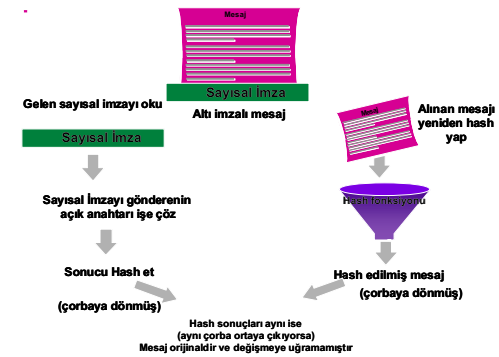 Mesaj
Sayısal İmza
Altı imzalı mesaj
Gelen sayısal imzayı oku
Sayısal İmza
Alınan mesajı
yeniden hash
yap
Mesaj
Sayısal İmzayı gönderenin
açık anahtarı işe çöz
Hash fonksiyonu
Sonucu Hash et
(çorbaya dönmüş)
Hash edilmiş mesaj
(çorbaya dönmüş)
Hash sonuçları aynı ise
(aynı çorba ortaya çıkıyorsa)
Mesaj orijinaldir ve değişmeye uğramamıştır